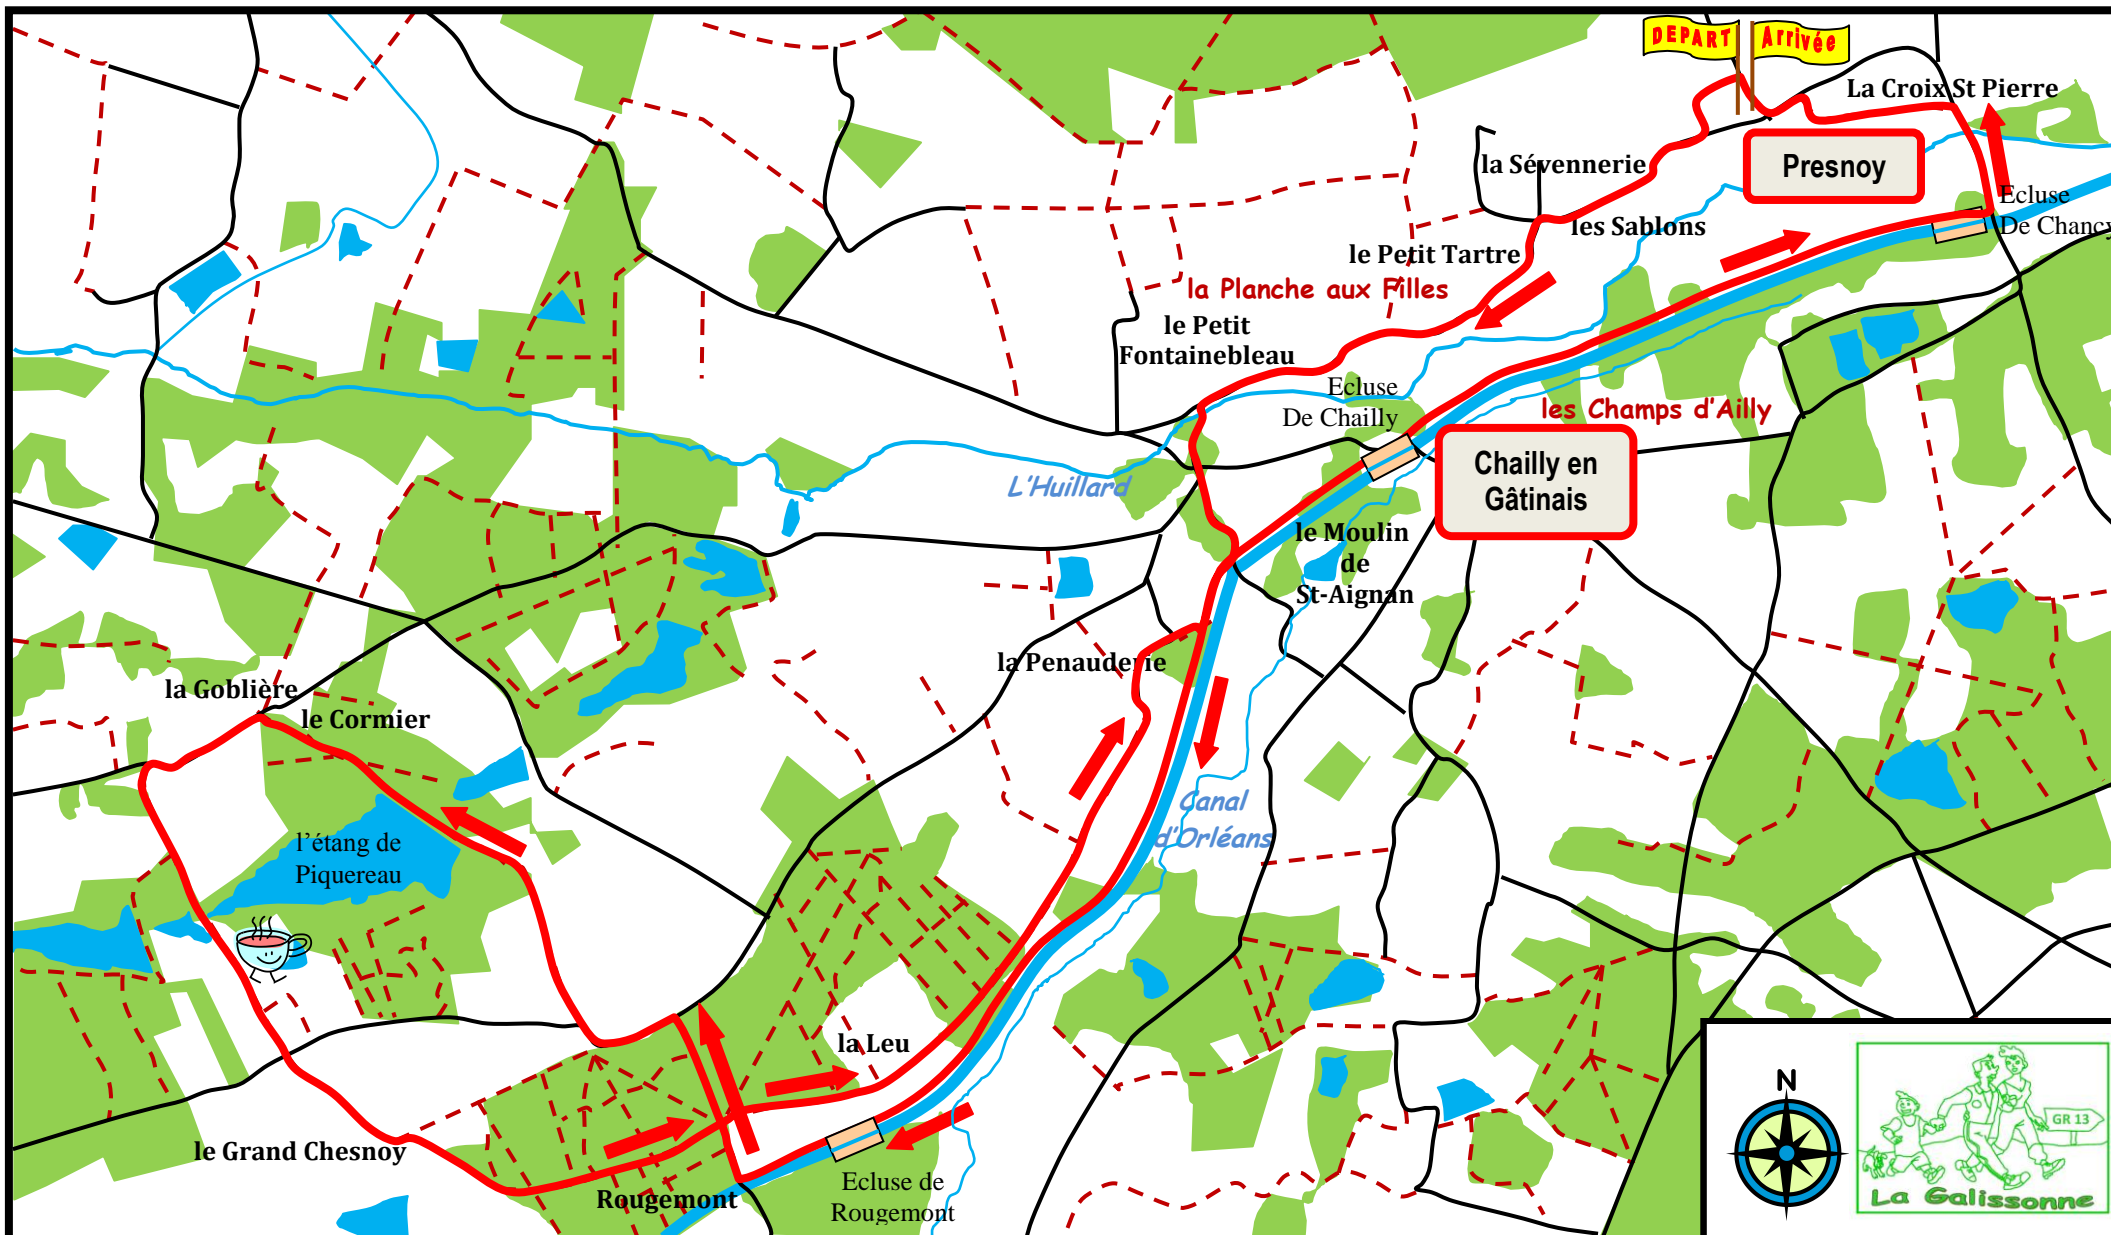 DEPART
Arrivée
La Croix St Pierre
la Sévennerie
Presnoy
Ecluse
De Chancy
les Sablons
le Petit Tartre
la Planche aux Filles
le Petit
Fontainebleau
Ecluse
De Chailly
les Champs d'Ailly
Chailly en
Gâtinais
L'Huillard
le Moulin
de
St-Aignan
la Penauderie
la Goblière
le Cormier
Canal
d'Orléans
l'étang de
Piquereau
la Leu
le Grand Chesnoy
Rougemont
Ecluse de
Rougemont
N
GR 13
La Galissonne